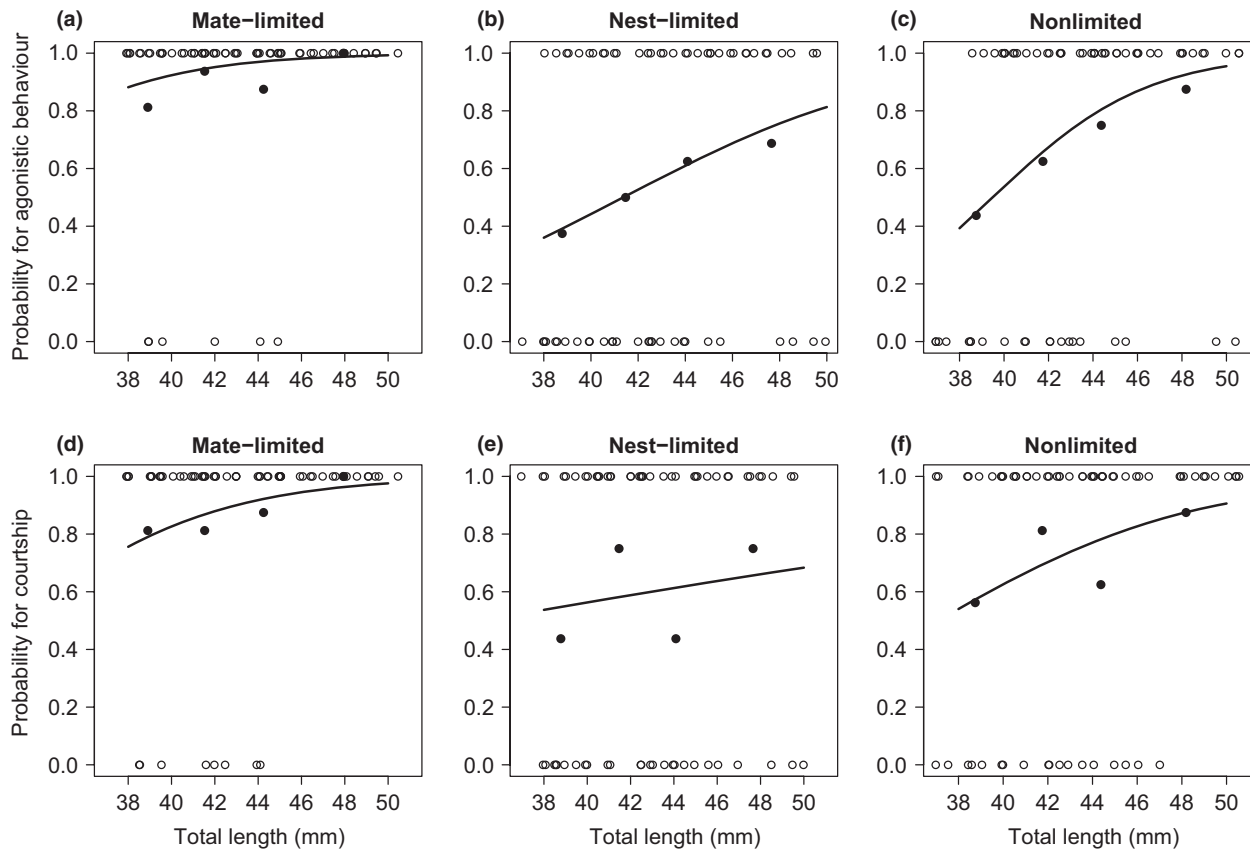 (a) Mate-limited
(b) Nest-limited
(c) Nonlimited
Probability for agonistic behaviour
1.0
0.8
0.6
0.4
0.2
0.0
38 40 42 44 46 48 50
1.0
0.8
0.6
0.4
0.2
0.0
38 40 42 44 46 48 50
1.0
0.8
0.6
0.4
0.2
0.0
38 40 42 44 46 48 50
(d) Mate-limited
(e) Nest-limited
(f) Nonlimited
Probability for courtship
1.0
0.8
0.6
0.4
0.2
0.0
38 40 42 44 46 48 50
Total length (mm)
1.0
0.8
0.6
0.4
0.2
0.0
38 40 42 44 46 48 50
Total length (mm)
1.0
0.8
0.6
0.4
0.2
0.0
38 40 42 44 46 48 50
Total length (mm)